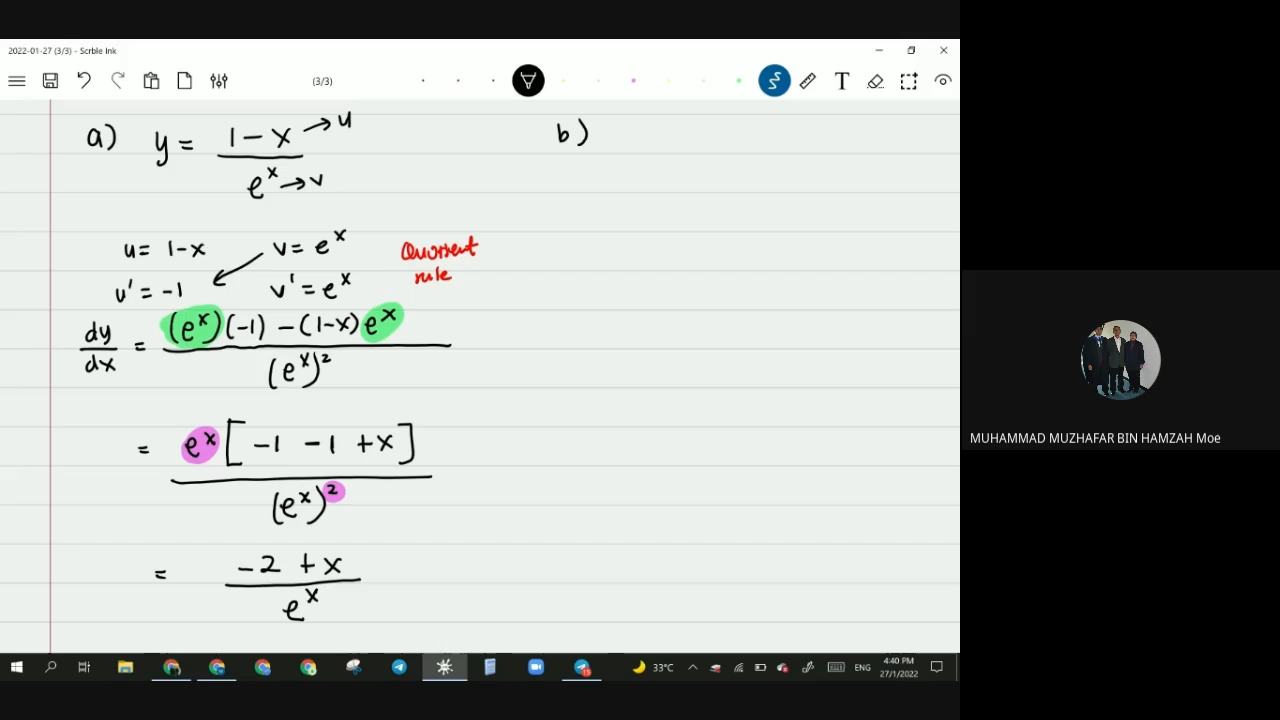 2022-01-27 (3/3) - Scrble Ink
(3/3)
T
a) y = 1 - x → u
e^x → v
b)
u = 1-x v = e^x
u' = -1 v' = e^x
rule
dy/dx = (e^x)(-1) - (1-x) e^x
(e^x)^2
= e^x [ -1 -1 +x ]
(e^x)^2
= -2 + x
e^x
MUHAMMAD MUZHAFAR BIN HAMZAH Moe
33°C
ENG
4:40 PM
27/1/2022